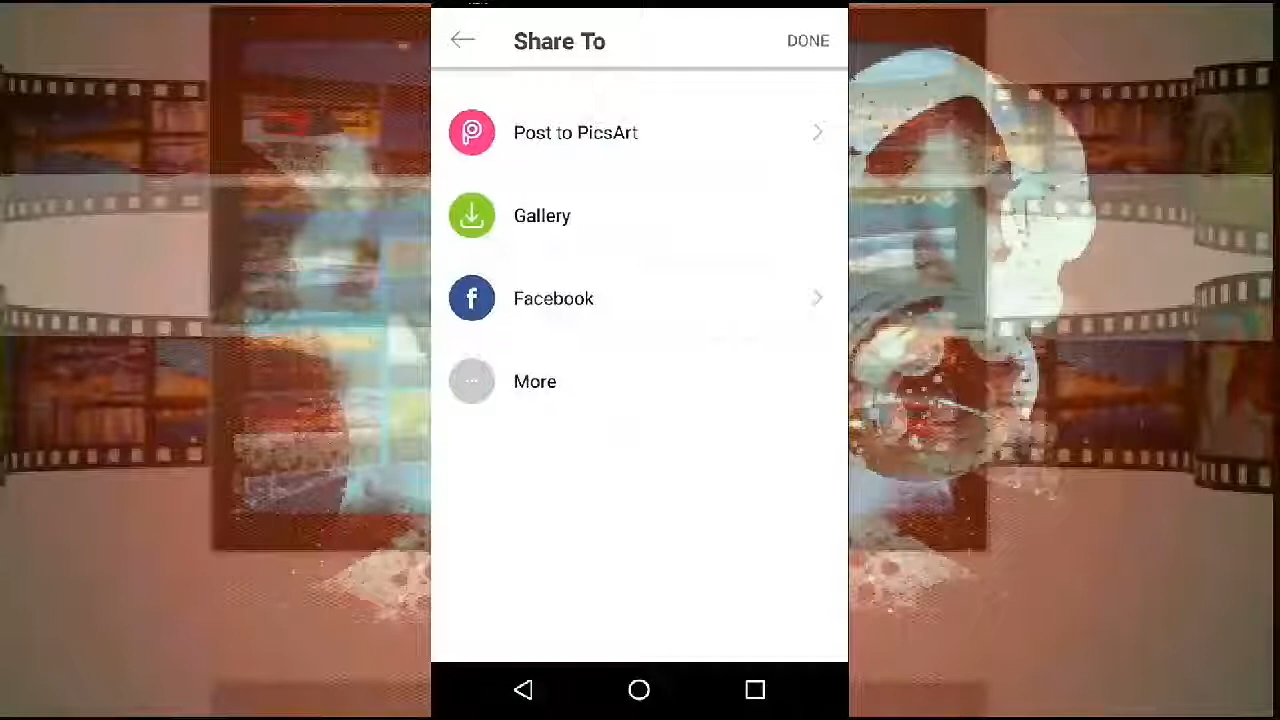 Share To
DONE
Post to PicsArt
Gallery
Facebook
More